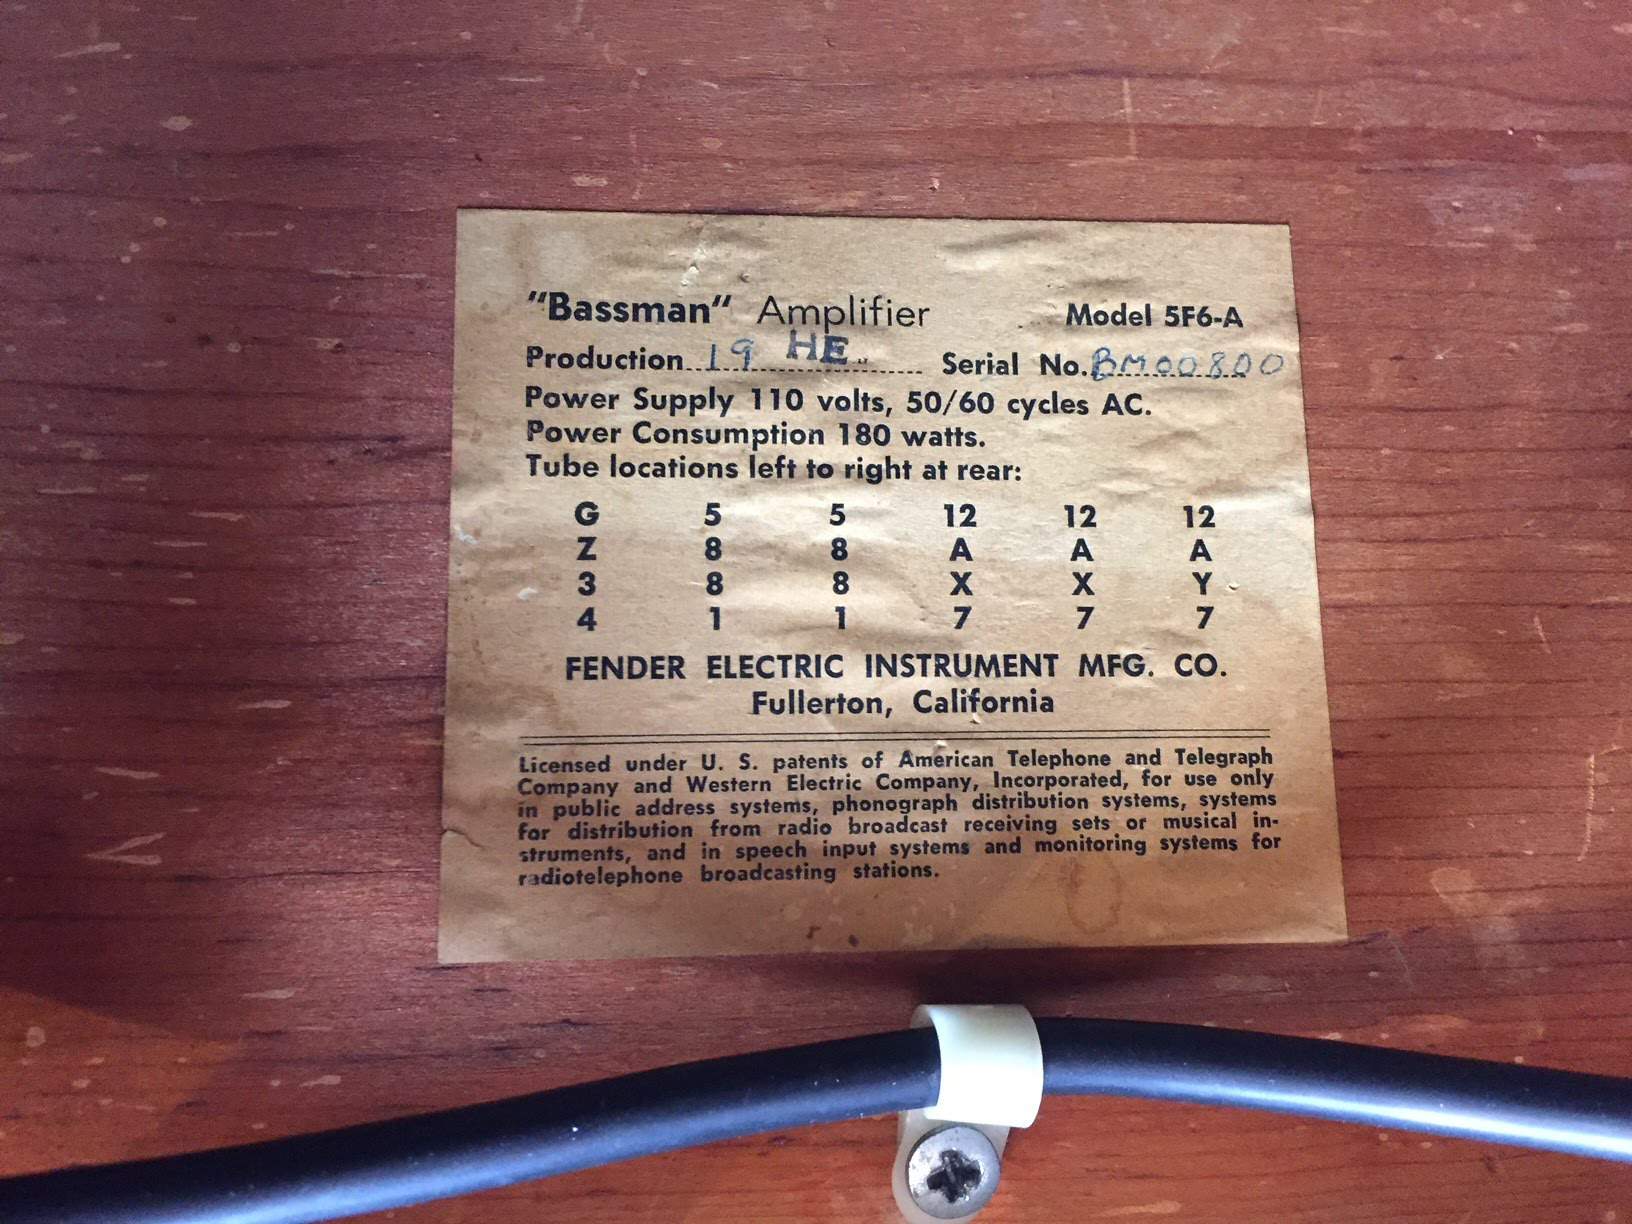 "Bassman" Amplifier Model 5F6-A
Production 19 HE Serial No. BM00800
Power Supply 110 volts, 50/60 cycles AC.
Power Consumption 180 watts.
Tube locations left to right at rear:
G 5 5 12 12 12
Z 8 8 A A A
3 8 8 X X Y
4 1 1 7 7 7
FENDER ELECTRIC INSTRUMENT MFG. CO.
Fullerton, California
Licensed under U. S. patents of American Telephone and Telegraph
Company and Western Electric Company, Incorporated, for use only
in public address systems, phonograph distribution systems, systems
for distribution from radio broadcast receiving sets or musical in-
struments, and in speech input systems and monitoring systems for
radiotelephone broadcasting stations.